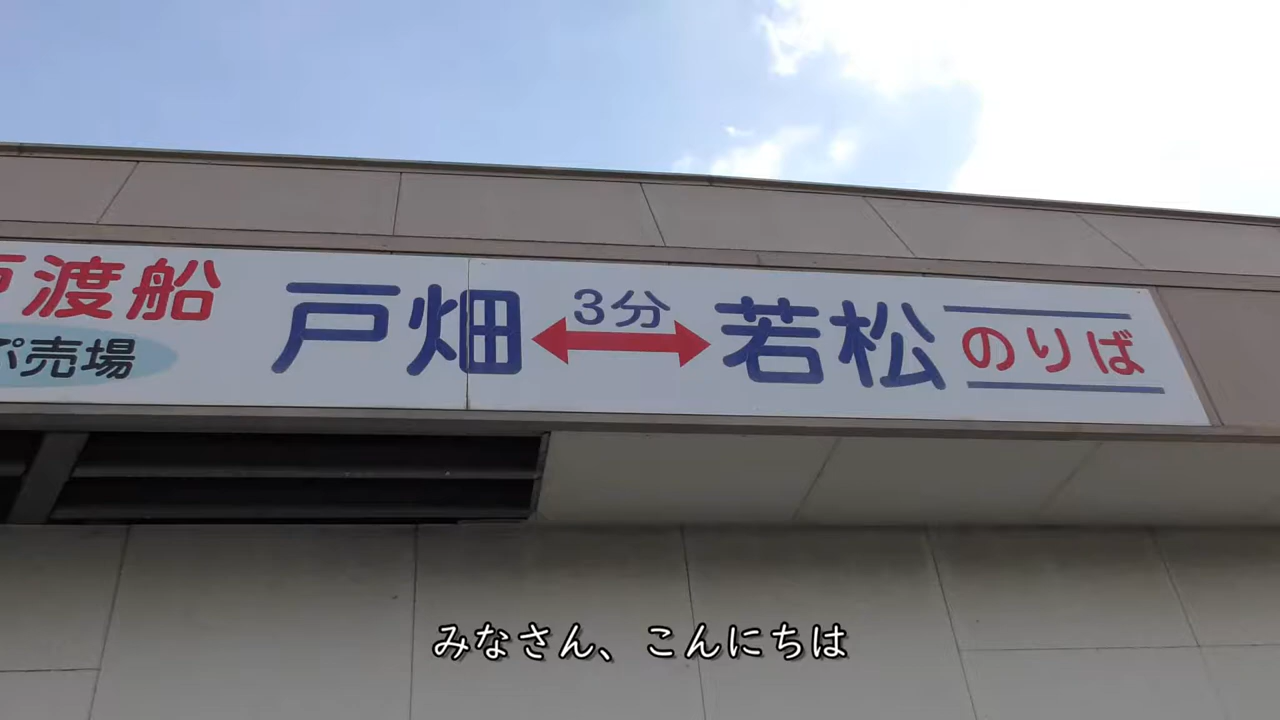 渡船
売場
戸畑 3分 若松 のりば
みなさん、こんにちは